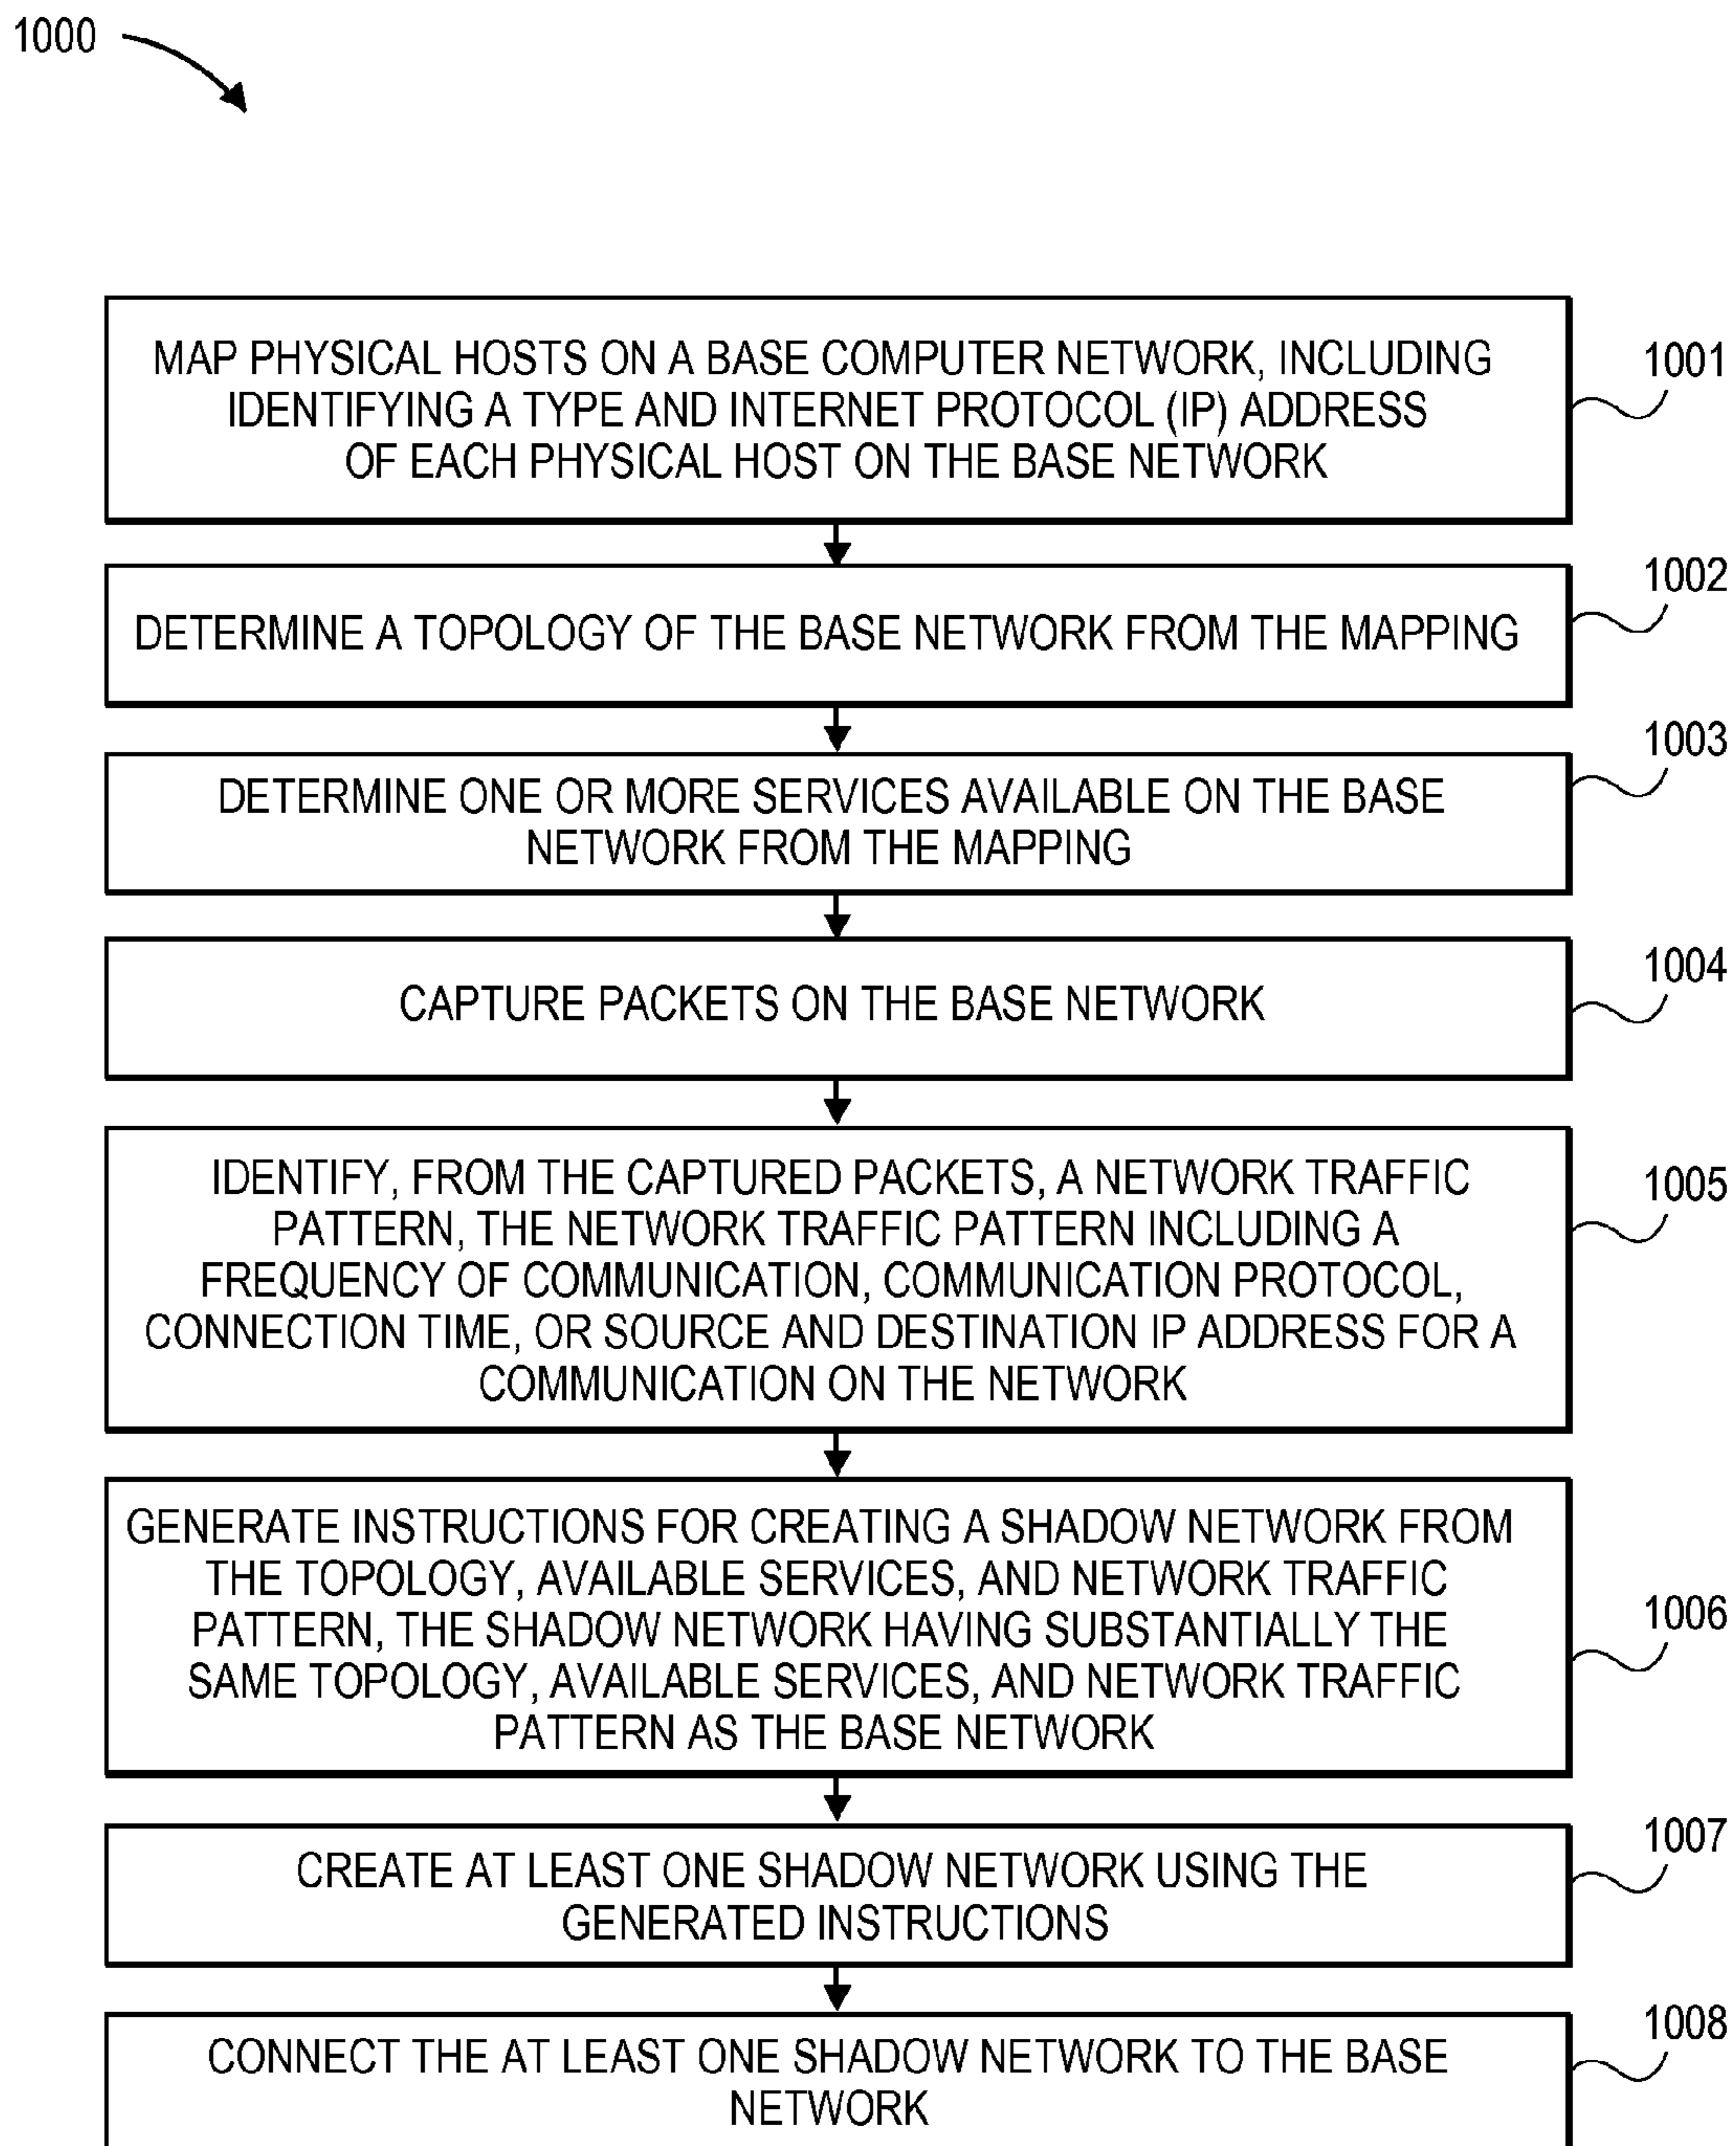 1000
MAP PHYSICAL HOSTS ON A BASE COMPUTER NETWORK, INCLUDING
IDENTIFYING A TYPE AND INTERNET PROTOCOL (IP) ADDRESS
OF EACH PHYSICAL HOST ON THE BASE NETWORK
1001
DETERMINE A TOPOLOGY OF THE BASE NETWORK FROM THE MAPPING
1002
DETERMINE ONE OR MORE SERVICES AVAILABLE ON THE BASE
NETWORK FROM THE MAPPING
1003
CAPTURE PACKETS ON THE BASE NETWORK
1004
IDENTIFY, FROM THE CAPTURED PACKETS, A NETWORK TRAFFIC
PATTERN, THE NETWORK TRAFFIC PATTERN INCLUDING A
FREQUENCY OF COMMUNICATION, COMMUNICATION PROTOCOL,
CONNECTION TIME, OR SOURCE AND DESTINATION IP ADDRESS FOR A
COMMUNICATION ON THE NETWORK
1005
GENERATE INSTRUCTIONS FOR CREATING A SHADOW NETWORK FROM
THE TOPOLOGY, AVAILABLE SERVICES, AND NETWORK TRAFFIC
PATTERN, THE SHADOW NETWORK HAVING SUBSTANTIALLY THE
SAME TOPOLOGY, AVAILABLE SERVICES, AND NETWORK TRAFFIC
PATTERN AS THE BASE NETWORK
1006
CREATE AT LEAST ONE SHADOW NETWORK USING THE
GENERATED INSTRUCTIONS
1007
CONNECT THE AT LEAST ONE SHADOW NETWORK TO THE BASE
NETWORK
1008